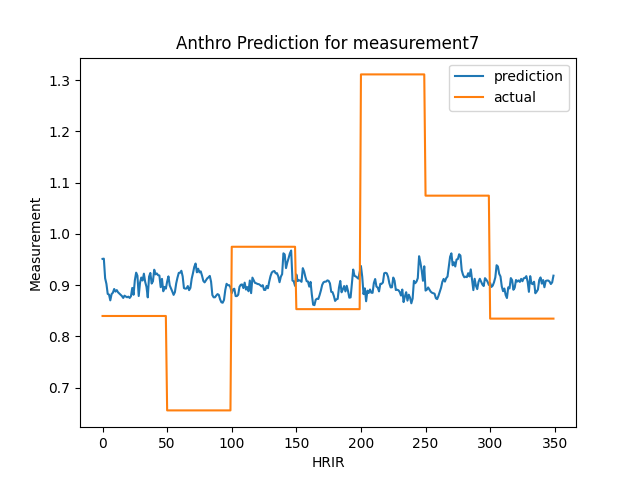 Anthro Prediction for measurement7
prediction
actual
Measurement
1.3
1.2
1.1
1.0
0.9
0.8
0.7
0 50 100 150 200 250 300 350
HRIR